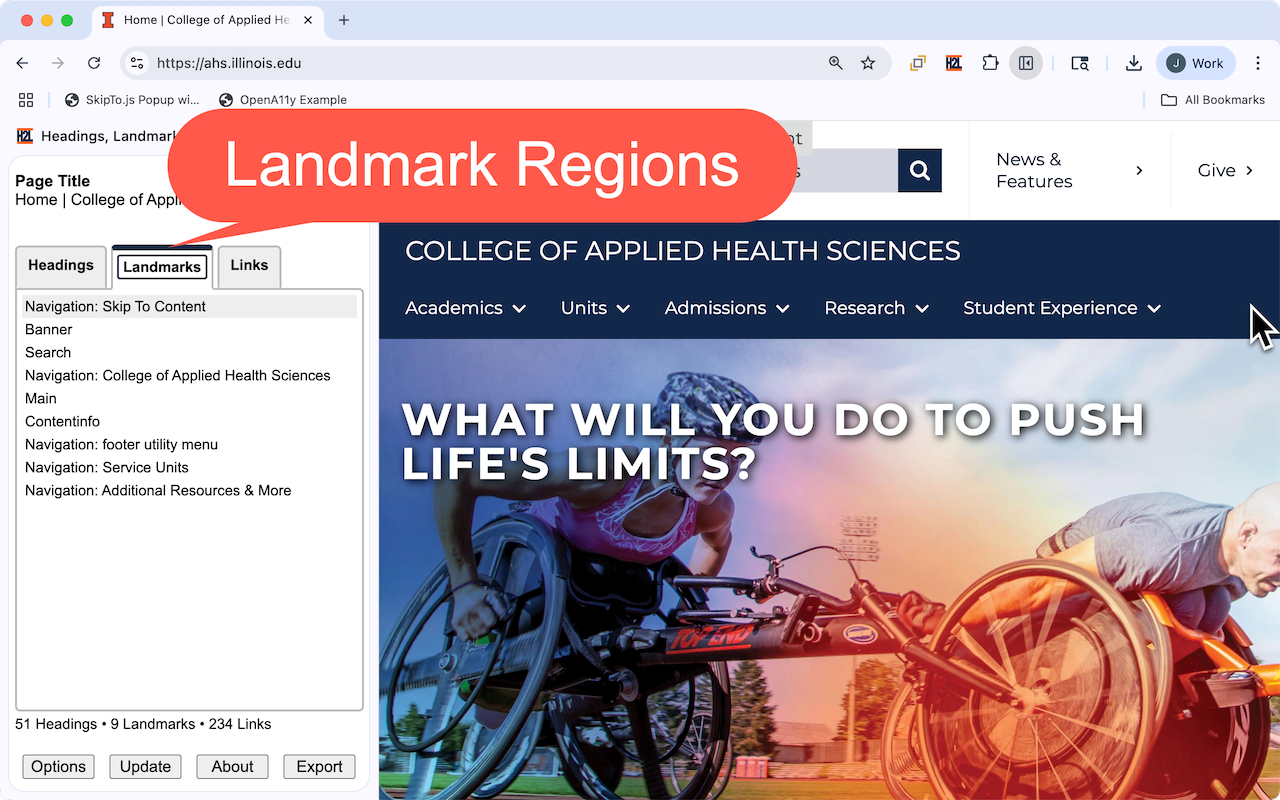 Home | College of Applied He
https://ahs.illinois.edu
H2L
J
Work
SkipTo.js Popup wi...
OpenA11y Example
All Bookmarks
H2L
Headings, Landmark
Landmark Regions
Page Title
Home | College of Appli
News &
Features
Give
Headings
Landmarks
Links
Navigation: Skip To Content
Banner
Search
Navigation: College of Applied Health Sciences
Main
Contentinfo
Navigation: footer utility menu
Navigation: Service Units
Navigation: Additional Resources & More
51 Headings • 9 Landmarks • 234 Links
Options
Update
About
Export
COLLEGE OF APPLIED HEALTH SCIENCES
Academics
Units
Admissions
Research
Student Experience
WHAT WILL YOU DO TO PUSH
LIFE'S LIMITS?
TOP END